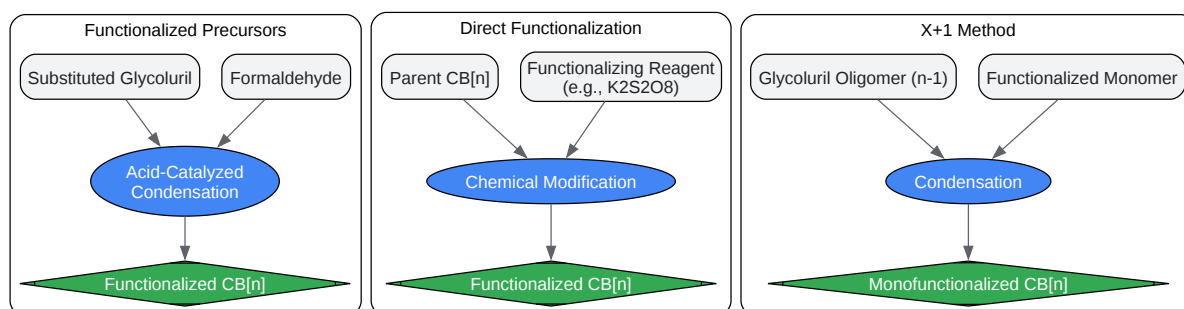 Functionalized Precursors
Substituted Glycoluril
Formaldehyde
Acid-Catalyzed
Condensation
Functionalized CB[n]
Direct Functionalization
Parent CB[n]
Functionalizing Reagent
(e.g., K2S2O8)
Chemical Modification
Functionalized CB[n]
X+1 Method
Glycoluril Oligomer (n-1)
Functionalized Monomer
Condensation
Monofunctionalized CB[n]